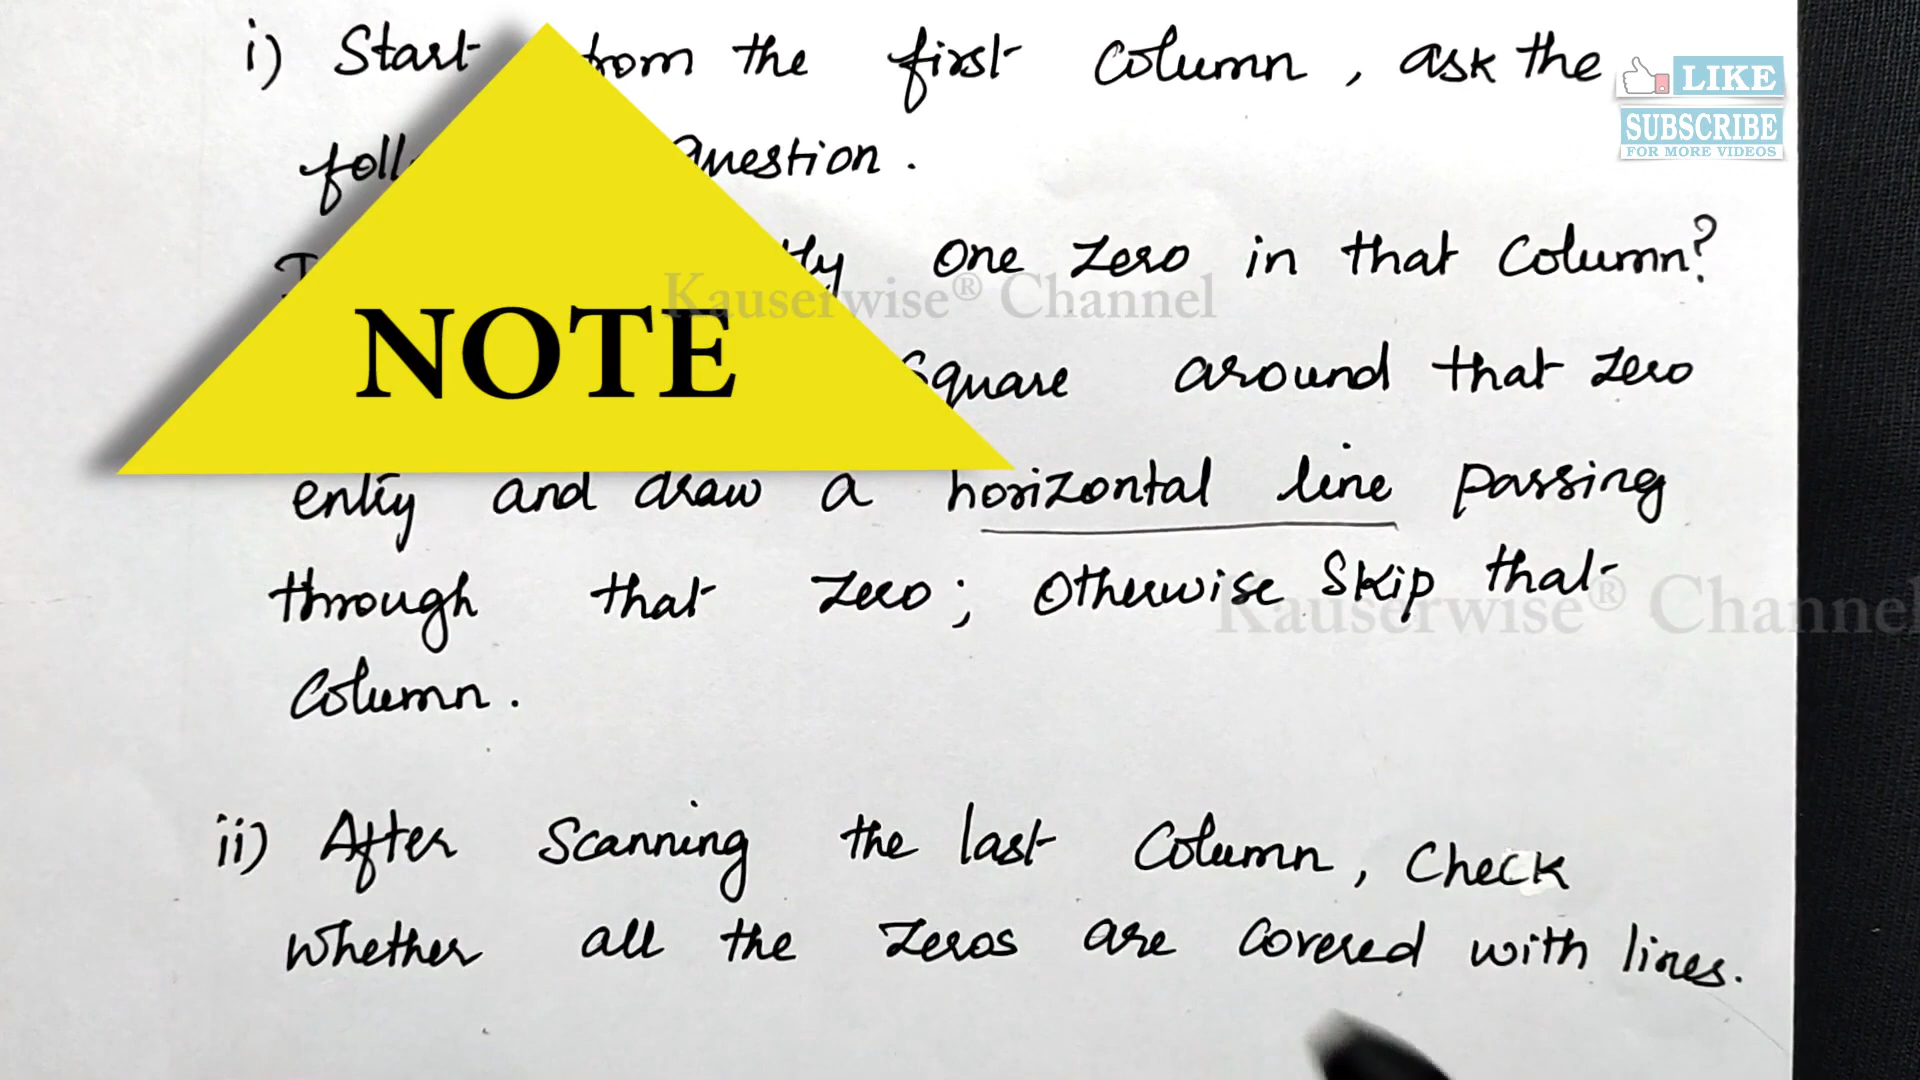 i) Start from the first column, ask the
foll question.
one zero in that column?
square around that zero
entry and draw a horizontal line passing
through that zero; otherwise skip that
column.
ii) After scanning the last column, check
whether all the zeros are covered with lines.
NOTE
LIKE
SUBSCRIBE
FOR MORE VIDEOS
Kauserwise® Channel
Kauserwise® Channel